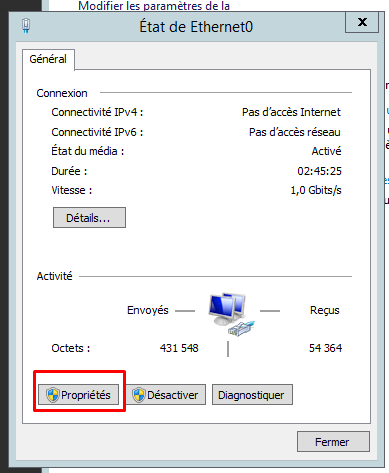 Modifier les paramètres de la
État de Ethernet0
Général
Connexion
Connectivité IPv4 : Pas d'accès Internet
Connectivité IPv6 : Pas d'accès réseau
État du média : Activé
Durée : 02:45:25
Vitesse : 1,0 Gbits/s
Détails...
Activité
Envoyés Reçus
Octets : 431 548 54 364
Propriétés Désactiver Diagnostiquer
Fermer